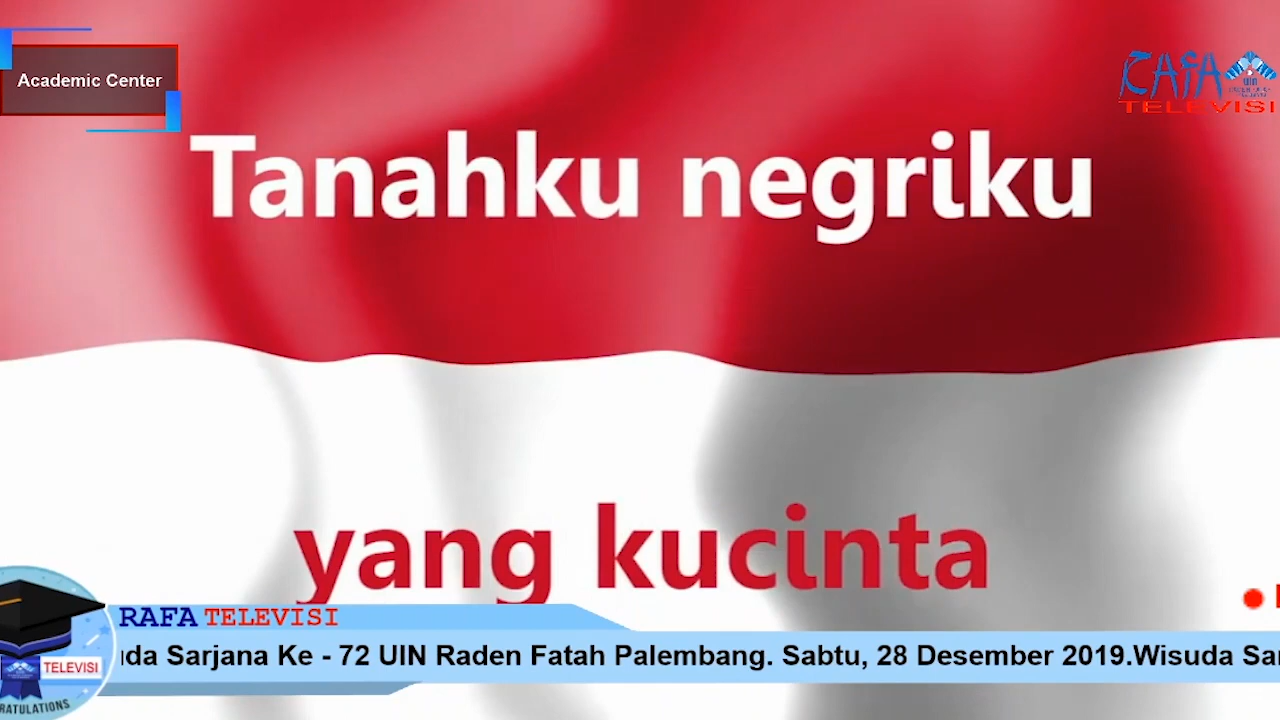 Academic Center
RAFA
TELEVISI
Tanahku negriku
yang kucinta
RAFA TELEVISI
Sarjana Ke - 72 UIN Raden Fatah Palembang. Sabtu, 28 Desember 2019.Wisuda
TELEVISI